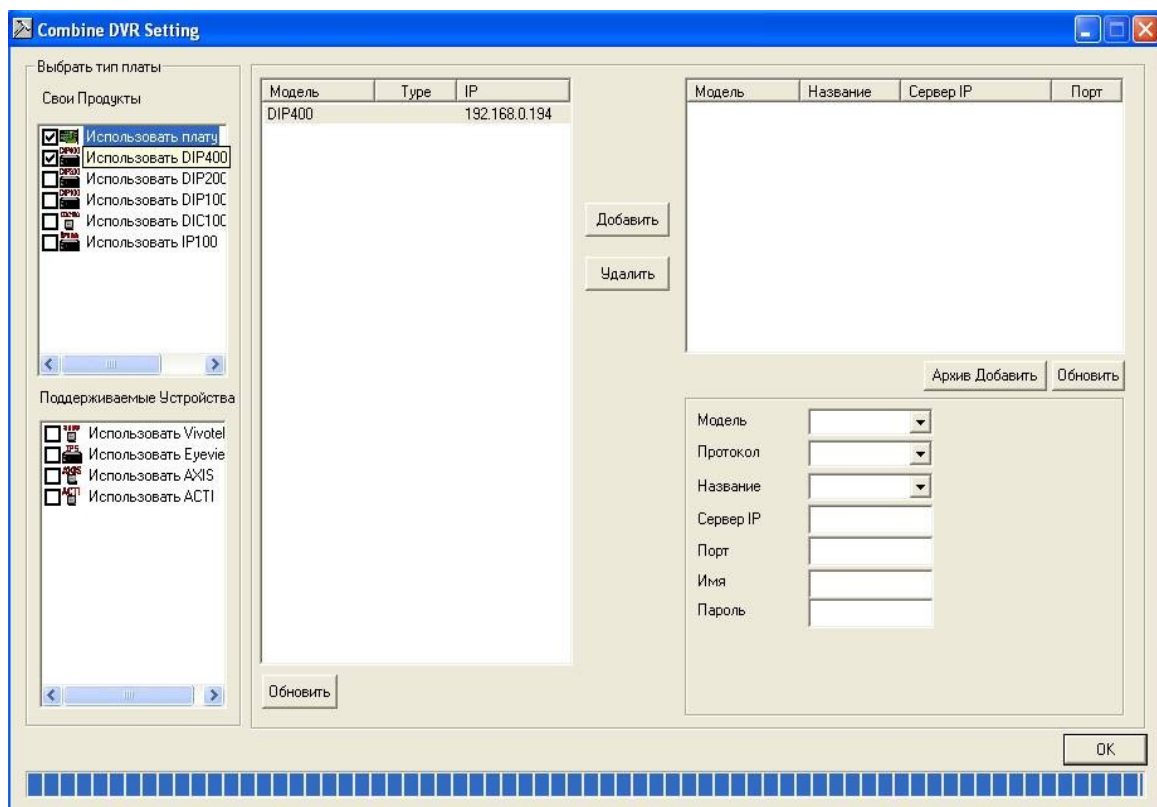 Combine DVR Setting
Выбрать тип платы
Свои Продукты
Использовать плату
Использовать DIP400
Использовать DIP200
Использовать DIP100
Использовать DIC100
Использовать IP100
Поддерживаемые Устройства
Использовать Vivotel
Использовать Eyevie
Использовать AXIS
Использовать ACTI
Модель Type IP
DIP400 192.168.0.194
Обновить
Добавить
Удалить
Модель Название Сервер IP Порт
Архив Добавить Обновить
Модель
Протокол
Название
Сервер IP
Порт
Имя
Пароль
OK